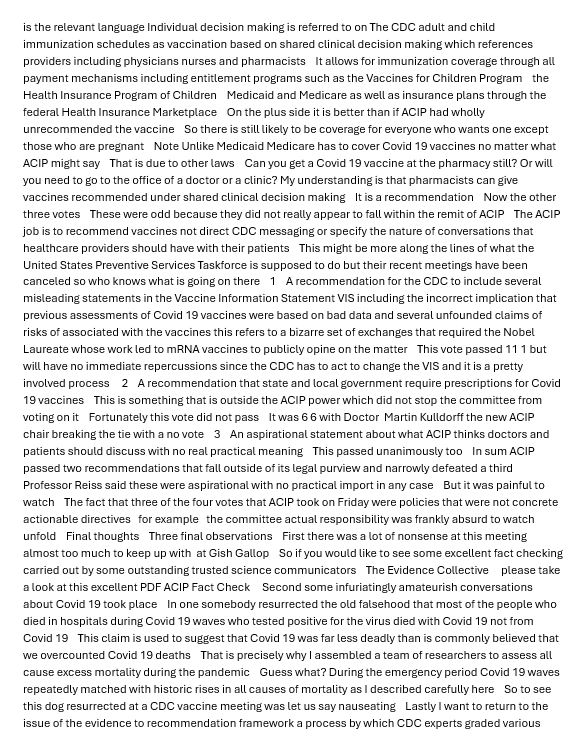 is the relevant language Individual decision making is referred to on The CDC adult and child
immunization schedules as vaccination based on shared clinical decision making which references
providers including physicians nurses and pharmacists   It allows for immunization coverage through all
payment mechanisms including entitlement programs such as the Vaccines for Children Program   the
Health Insurance Program of Children   Medicaid and Medicare as well as insurance plans through the
federal Health Insurance Marketplace   On the plus side it is better than if ACIP had wholly
unrecommended the vaccine   So there is still likely to be coverage for everyone who wants one except
those who are pregnant   Note Unlike Medicaid Medicare has to cover Covid 19 vaccines no matter what
ACIP might say   That is due to other laws   Can you get a Covid 19 vaccine at the pharmacy still? Or will
you need to go to the office of a doctor or a clinic? My understanding is that pharmacists can give
vaccines recommended under shared clinical decision making   It is a recommendation   Now the other
three votes   These were odd because they did not really appear to fall within the remit of ACIP   The ACIP
job is to recommend vaccines not direct CDC messaging or specify the nature of conversations that
healthcare providers should have with their patients   This might be more along the lines of what the
United States Preventive Services Taskforce is supposed to do but their recent meetings have been
canceled so who knows what is going on there   1   A recommendation for the CDC to include several
misleading statements in the Vaccine Information Statement VIS including the incorrect implication that
previous assessments of Covid 19 vaccines were based on bad data and several unfounded claims of
risks of associated with the vaccines this refers to a bizarre set of exchanges that required the Nobel
Laureate whose work led to mRNA vaccines to publicly opine on the matter   This vote passed 11 1 but
will have no immediate repercussions since the CDC has to act to change the VIS and it is a pretty
involved process   2   A recommendation that state and local government require prescriptions for Covid
19 vaccines   This is something that is outside the ACIP power which did not stop the committee from
voting on it   Fortunately this vote did not pass   It was 6 6 with Doctor  Martin Kulldorff the new ACIP
chair breaking the tie with a no vote   3   An aspirational statement about what ACIP thinks doctors and
patients should discuss with no real practical meaning   This passed unanimously too   In sum ACIP
passed two recommendations that fall outside of its legal purview and narrowly defeated a third
Professor Reiss said these were aspirational with no practical import in any case   But it was painful to
watch   The fact that three of the four votes that ACIP took on Friday were policies that were not concrete
actionable directives   for example   the committee actual responsibility was frankly absurd to watch
unfold   Final thoughts   Three final observations   First there was a lot of nonsense at this meeting
almost too much to keep up with  at Gish Gallop   So if you would like to see some excellent fact checking
carried out by some outstanding trusted science communicators   The Evidence Collective    please take
a look at this excellent PDF ACIP Fact Check    Second some infuriatingly amateurish conversations
about Covid 19 took place   In one somebody resurrected the old falsehood that most of the people who
died in hospitals during Covid 19 waves who tested positive for the virus died with Covid 19 not from
Covid 19   This claim is used to suggest that Covid 19 was far less deadly than is commonly believed that
we overcounted Covid 19 deaths   That is precisely why I assembled a team of researchers to assess all
cause excess mortality during the pandemic   Guess what? During the emergency period Covid 19 waves
repeatedly matched with historic rises in all causes of mortality as I described carefully here   So to see
this dog resurrected at a CDC vaccine meeting was let us say nauseating   Lastly I want to return to the
issue of the evidence to recommendation framework a process by which CDC experts graded various